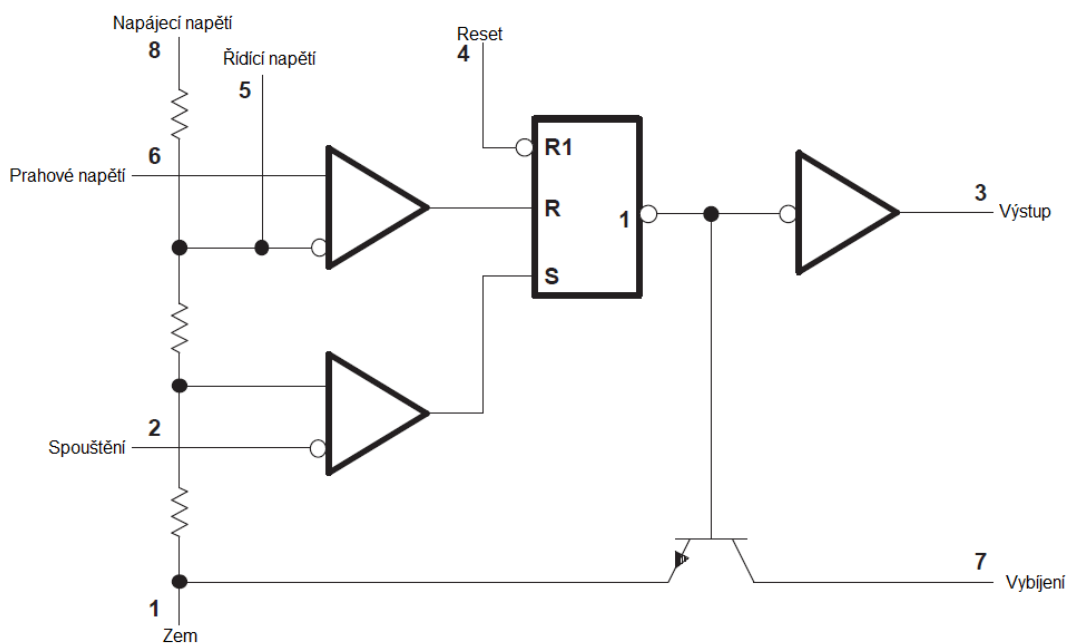 Napájecí napětí
8
Řídící napětí
5
Reset
4
6
Prahové napětí
R1
R
1
S
3
Výstup
2
Spouštění
7
Vybíjení
1
Zem